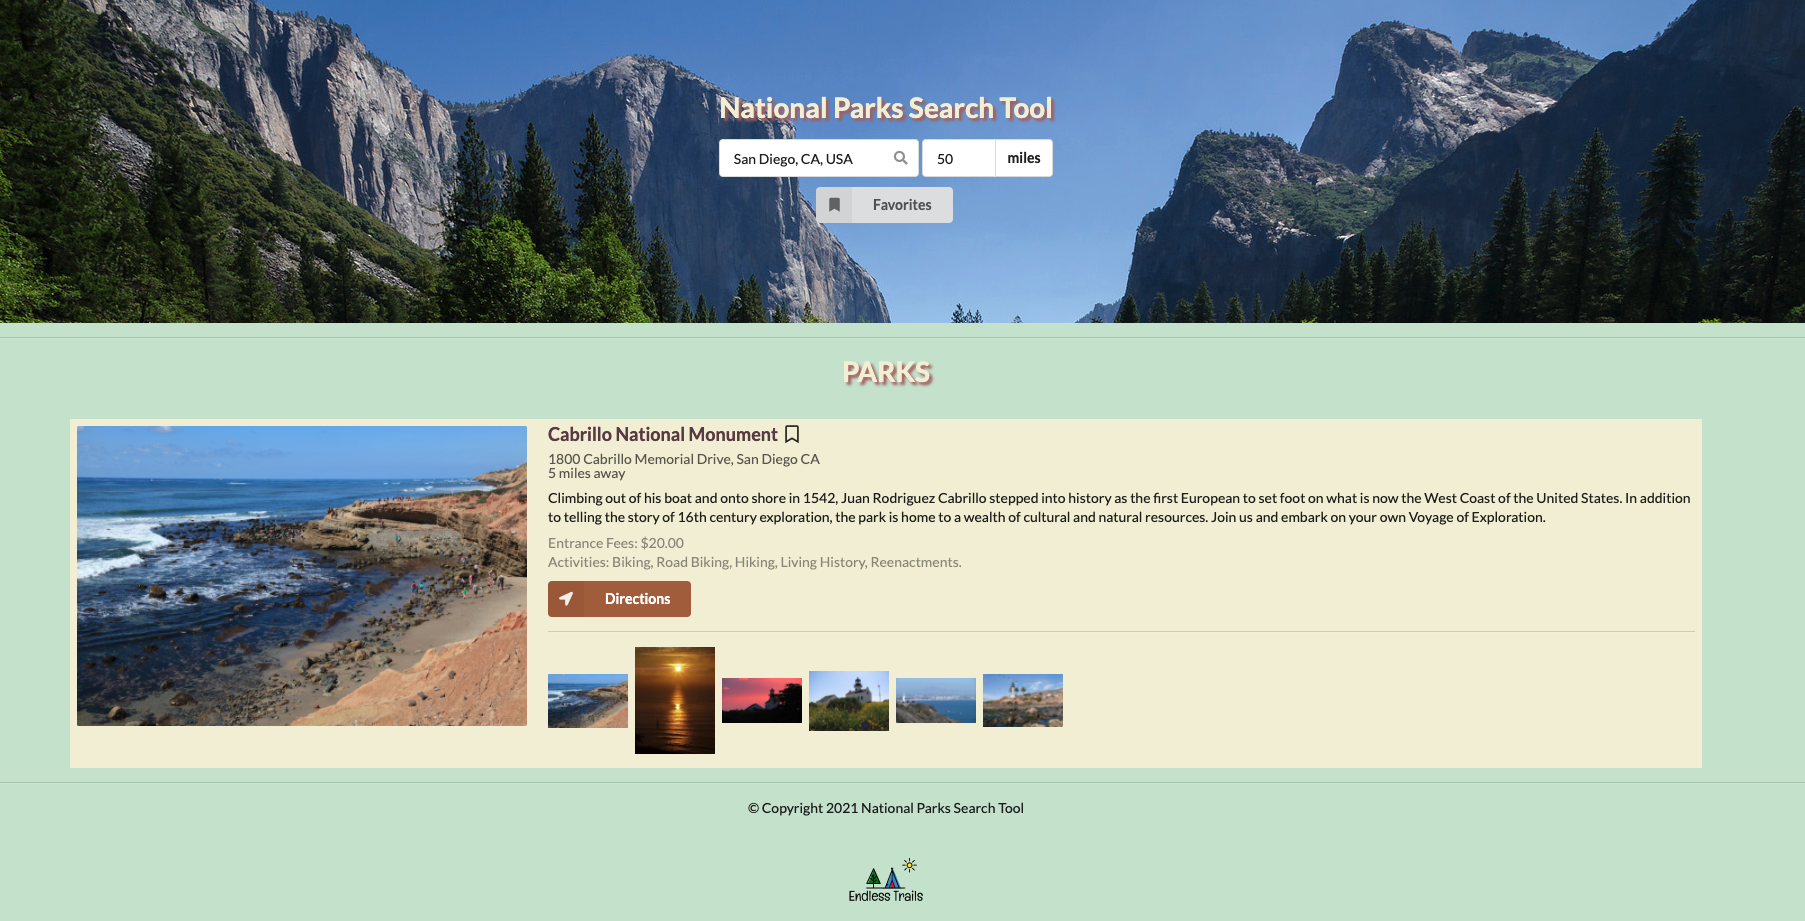 National Parks Search Tool
San Diego, CA, USA
50
miles
Favorites
PARKS
Cabrillo National Monument
1800 Cabrillo Memorial Drive, San Diego CA
5 miles away
Climbing out of his boat and onto shore in 1542, Juan Rodriguez Cabrillo stepped into history as the first European to set foot on what is now the West Coast of the United States. In addition
to telling the story of 16th century exploration, the park is home to a wealth of cultural and natural resources. Join us and embark on your own Voyage of Exploration.
Entrance Fees: $20.00
Activities: Biking, Road Biking, Hiking, Living History, Reenactments.
Directions
© Copyright 2021 National Parks Search Tool
Endless Trails